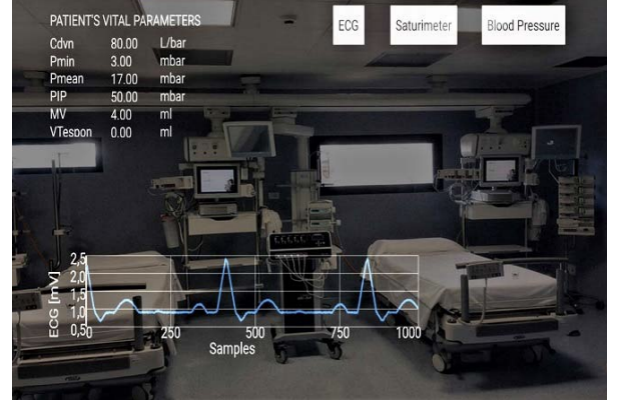 PATIENT'S VITAL PARAMETERS
Cdvn 80.00 L/bar
Pmin 3.00 mbar
Pmean 17.00 mbar
PIP 50.00 mbar
MV 4.00 ml
VTespon 0.00 ml
ECG
Saturimeter
Blood Pressure
ECG [mV]
2,5
2,0
1,5
1,0
0,5
0 250 500 750 1000
Samples